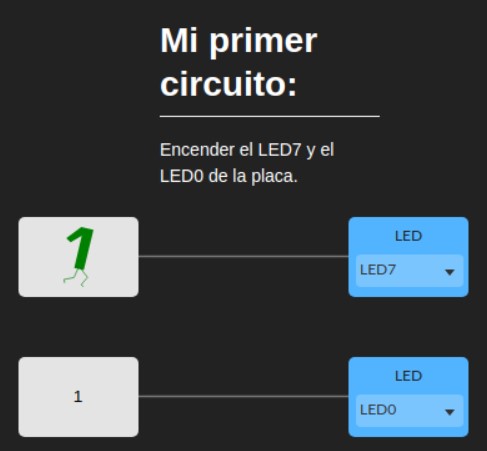 Mi primer
circuito:
Encender el LED7 y el
LED0 de la placa.
1
LED
LED7
1
LED
LED0